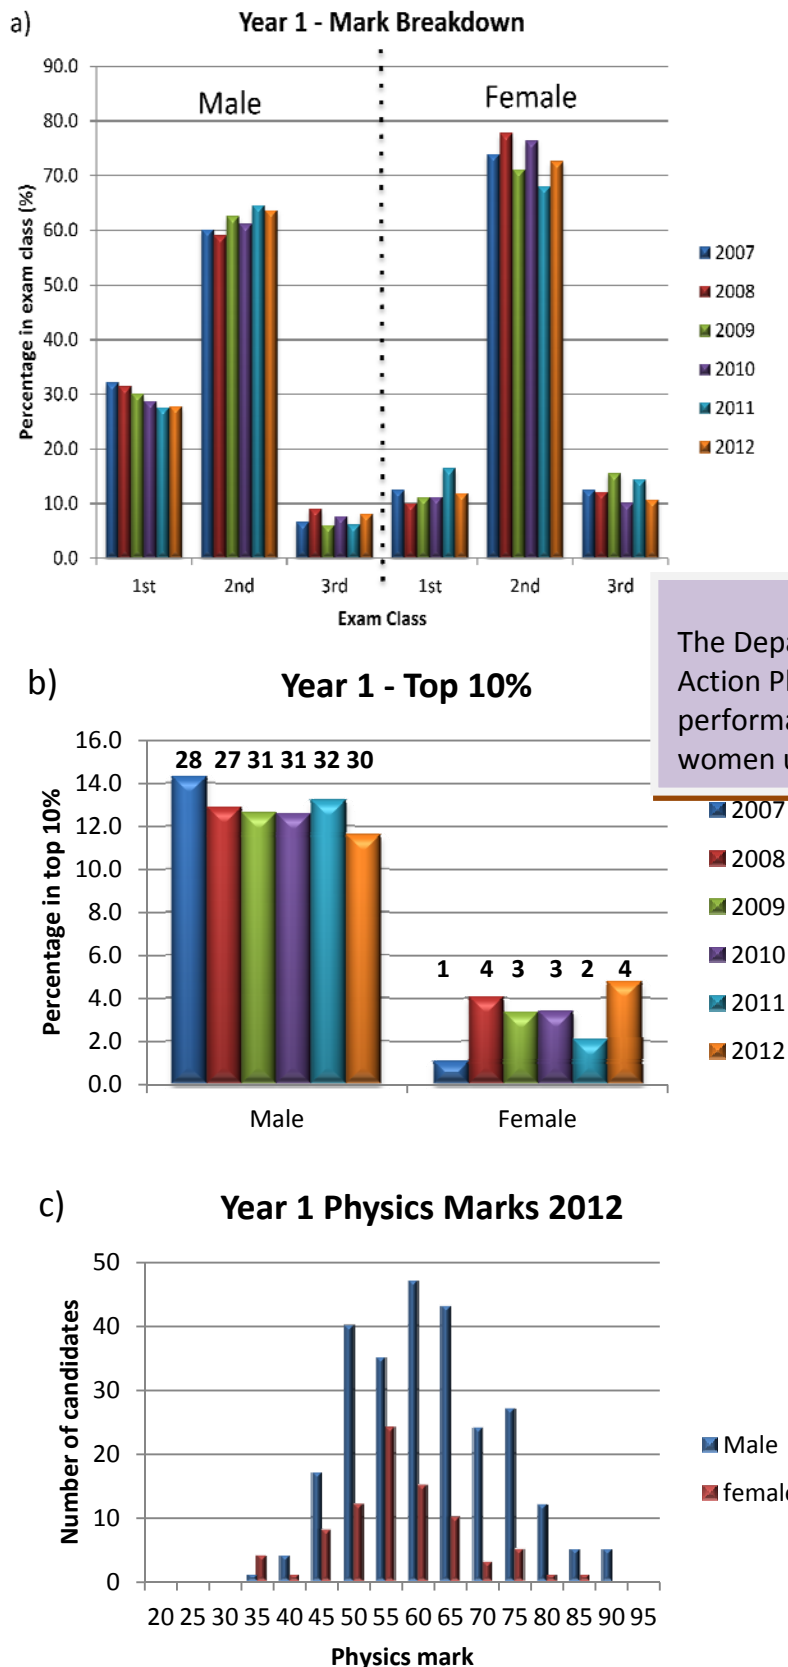 a)
Year 1 - Mark Breakdown
90.0
80.0
70.0
60.0
50.0
40.0
30.0
20.0
10.0
0.0
Percentage in exam class (%)
Male
Female
1st 2nd 3rd 1st 2nd 3rd
Exam Class
2007
2008
2009
2010
2011
2012
The Depa
Action Pl
performa
women u
b)
Year 1 - Top 10%
16.0
14.0
12.0
10.0
8.0
6.0
4.0
2.0
0.0
Percentage in top 10%
28 27 31 31 32 30
1 4 3 3 2 4
Male Female
2007
2008
2009
2010
2011
2012
c)
Year 1 Physics Marks 2012
50
40
30
20
10
0
Number of candidates
20 25 30 35 40 45 50 55 60 65 70 75 80 85 90 95
Physics mark
Male
female